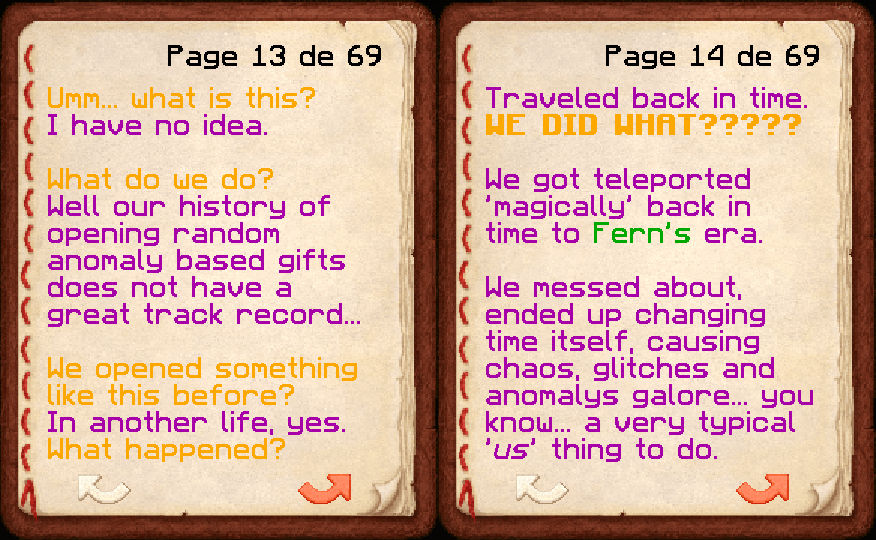 Page 13 de 69
Umm... what is this?
I have no idea.
What do we do?
Well our history of
opening random
anomaly based gifts
does not have a
great track record...
We opened something
like this before?
In another life, yes.
What happened?
Page 14 de 69
Traveled back in time.
WE DID WHAT?????
We got teleported
'magically' back in
time to Fern's era.
We messed about,
ended up changing
time itself, causing
chaos, glitches and
anomalys galore... you
know... a very typical
'us' thing to do.